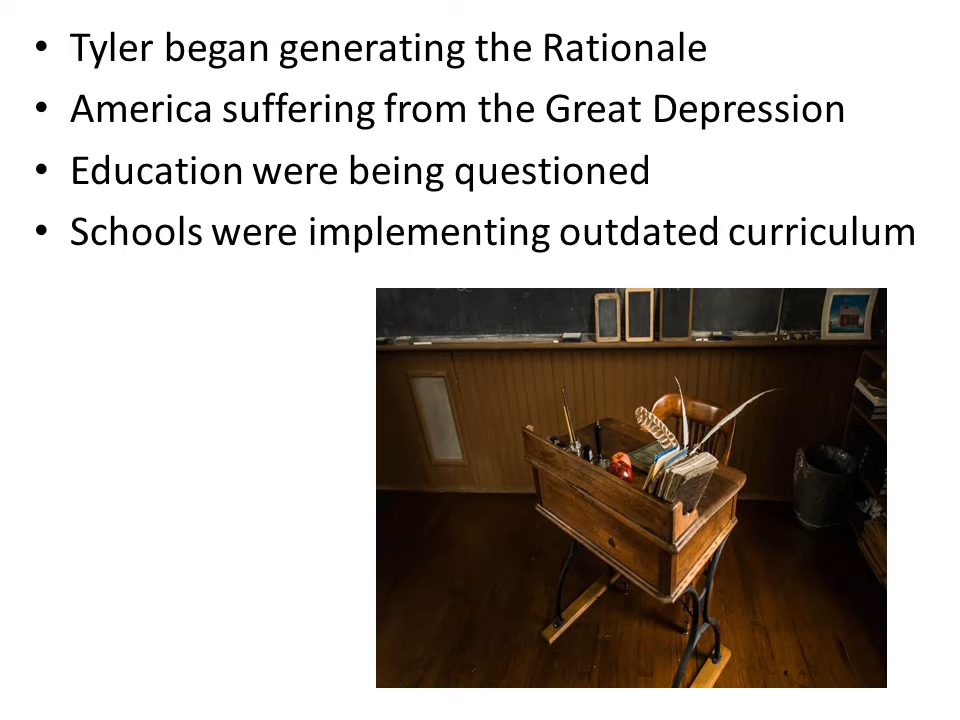 • Tyler began generating the Rationale
• America suffering from the Great Depression
• Education were being questioned
• Schools were implementing outdated curriculum